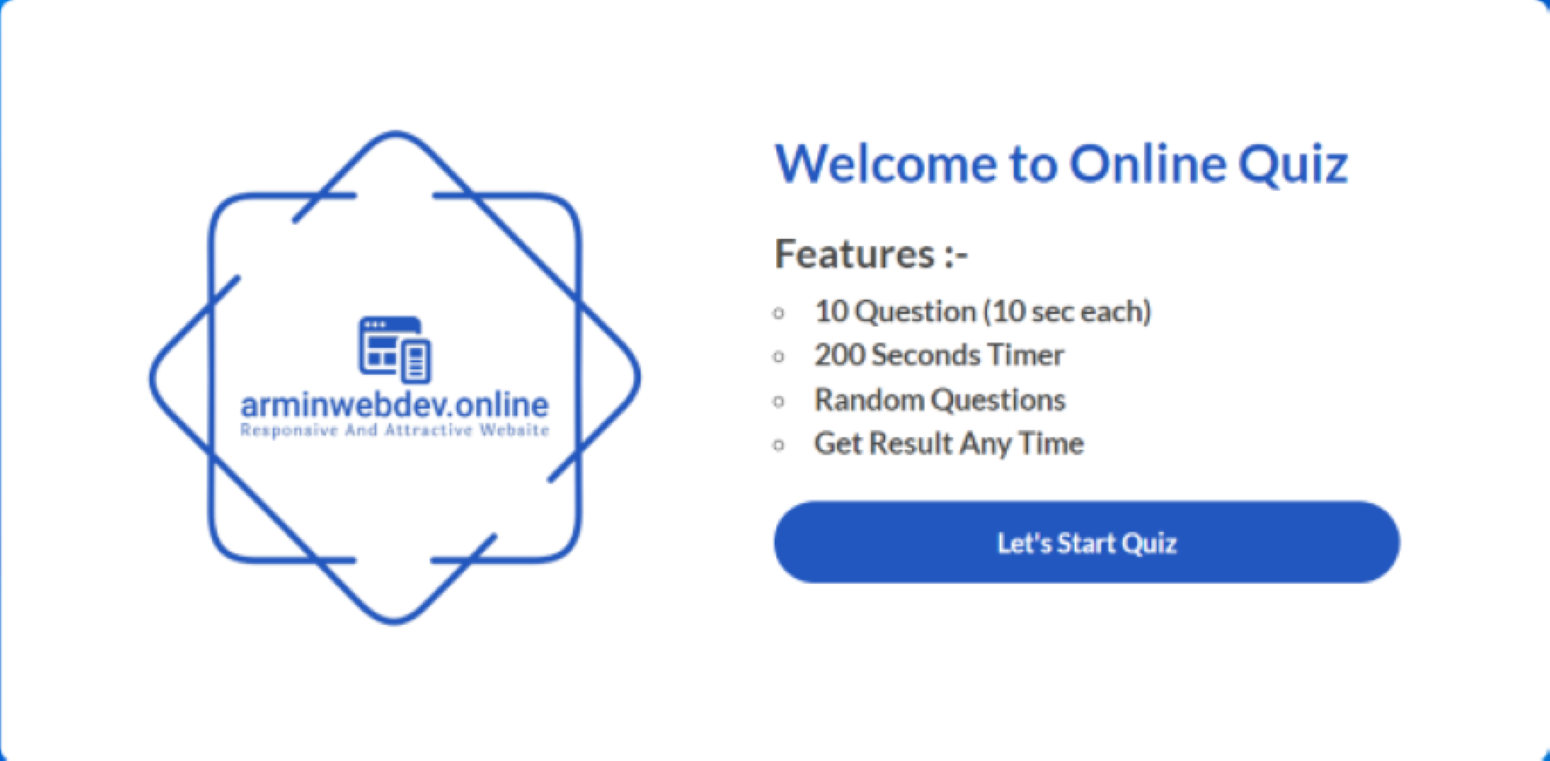 arminwebdev.online
Responsive And Attractive Website
Welcome to Online Quiz
Features :-
10 Question (10 sec each)
200 Seconds Timer
Random Questions
Get Result Any Time
Let's Start Quiz